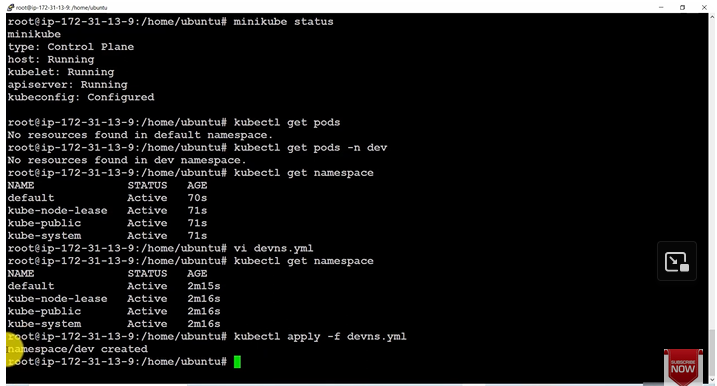 root@ip-172-31-13-9: /home/ubuntu
root@ip-172-31-13-9:/home/ubuntu# minikube status
minikube
type: Control Plane
host: Running
kubelet: Running
apiserver: Running
kubeconfig: Configured
root@ip-172-31-13-9:/home/ubuntu# kubectl get pods
No resources found in default namespace.
root@ip-172-31-13-9:/home/ubuntu# kubectl get pods -n dev
No resources found in dev namespace.
root@ip-172-31-13-9:/home/ubuntu# kubectl get namespace
NAME STATUS AGE
default Active 70s
kube-node-lease Active 71s
kube-public Active 71s
kube-system Active 71s
root@ip-172-31-13-9:/home/ubuntu# vi devns.yml
root@ip-172-31-13-9:/home/ubuntu# kubectl get namespace
NAME STATUS AGE
default Active 2m15s
kube-node-lease Active 2m16s
kube-public Active 2m16s
kube-system Active 2m16s
root@ip-172-31-13-9:/home/ubuntu# kubectl apply -f devns.yml
namespace/dev created
root@ip-172-31-13-9:/home/ubuntu#
SUBSCRIBE
NOW